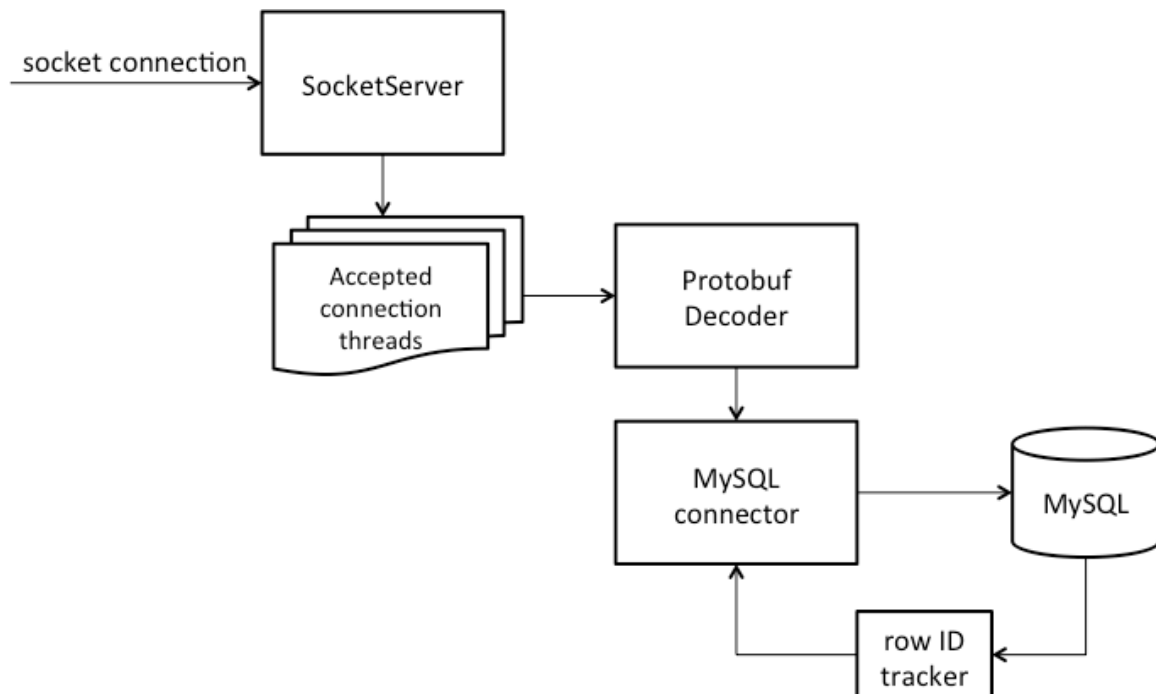 socket connection
SocketServer
Accepted
connection
threads
Protobuf
Decoder
MySQL
connector
MySQL
row ID
tracker